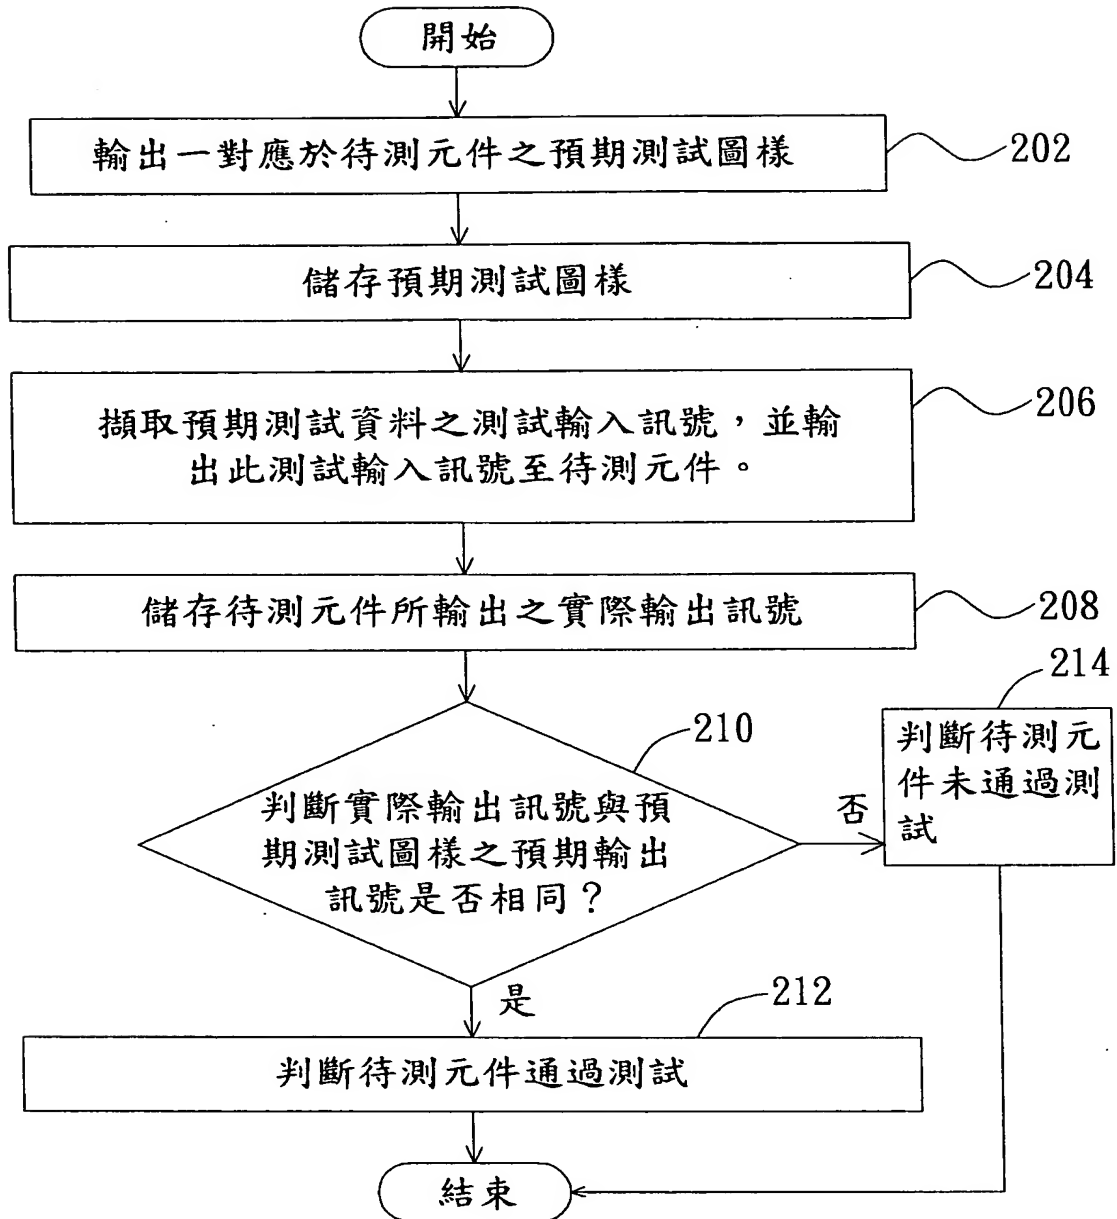 開始
輸出一對應於待測元件之預期測試圖樣
202
儲存預期測試圖樣
204
擷取預期測試資料之測試輸入訊號，並輸
出此測試輸入訊號至待測元件。
206
儲存待測元件所輸出之實際輸出訊號
208
判斷實際輸出訊號與預
期測試圖樣之預期輸出
訊號是否相同？
210
否
214
判斷待測元
件未通過測
試
是
212
判斷待測元件通過測試
結束